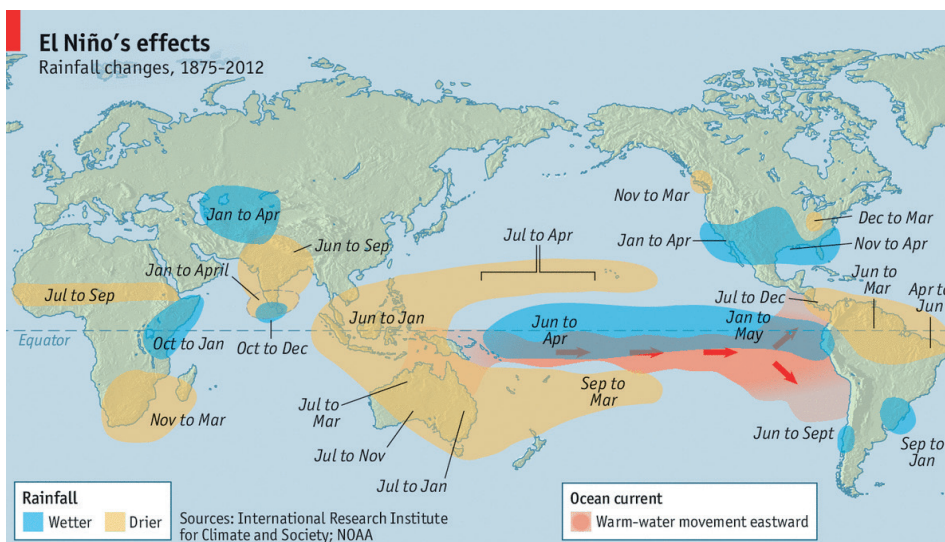 El Niño's effects
Rainfall changes, 1875-2012
Nov to Mar
Jan to Apr
Dec to Mar
Jun to Sep
Jul to Apr
Jan to Apr
Nov to Apr
Jan to April
Jun to Mar
Apr to Jun
Jul to Sep
Jul to Dec
Jun to Jan
Jun to Apr
Jan to May
Equator
Oct to Jan
Oct to Dec
Sep to Mar
Nov to Mar
Jul to Mar
Jul to Nov
Jun to Sept
Sep to Jan
Jul to Jan
Rainfall
Wetter
Drier
Sources: International Research Institute
for Climate and Society; NOAA
Ocean current
Warm-water movement eastward